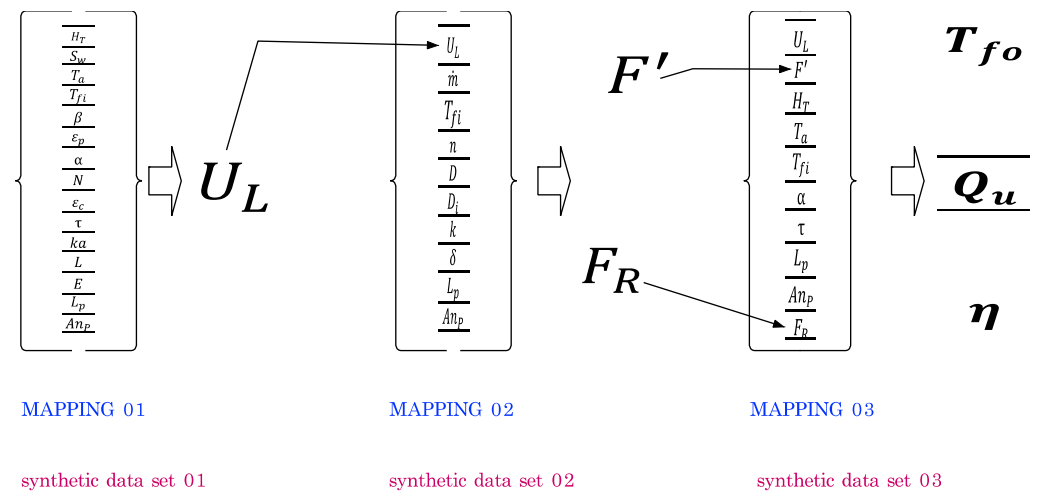 H_T
S_w
T_a
T_fi
β
ε_p
α
N
ε_c
τ
ka
L
E
L_p
An_P
U_L
U_L
ṁ
T_fi
n
D
D_i
k
δ
L_p
An_P
F′
F_R
U_L
F′
H_T
T_a
T_fi
α
τ
L_p
An_P
F_R
T_fo
Q_u
η
MAPPING 01 MAPPING 02 MAPPING 03
synthetic data set 01 synthetic data set 02 synthetic data set 03